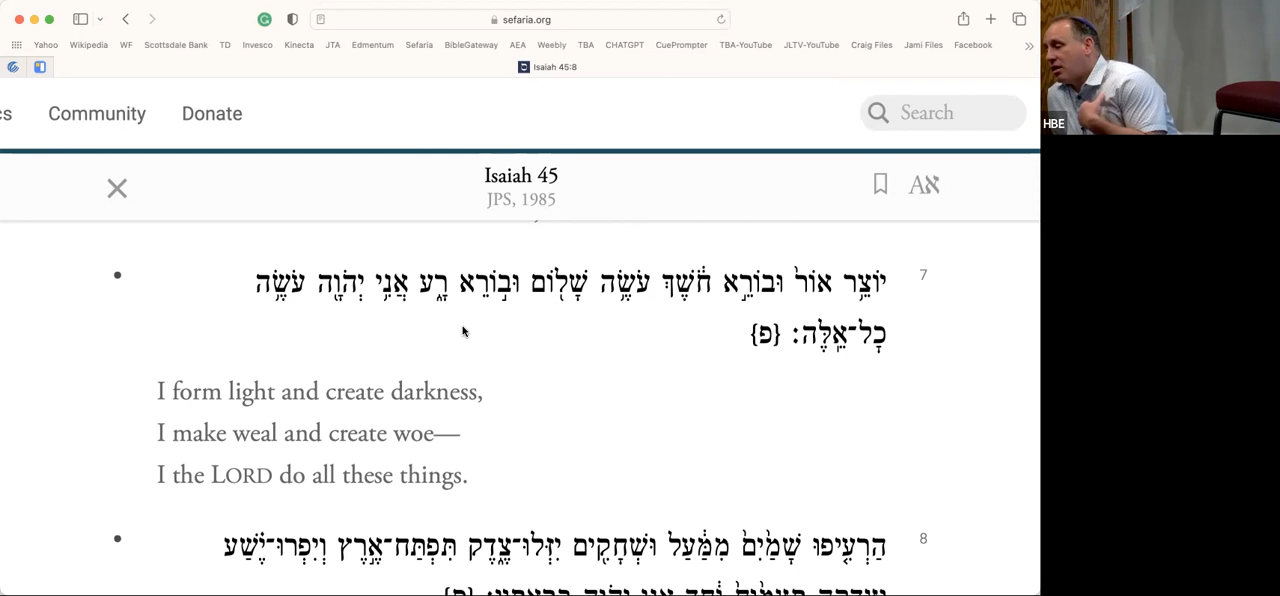 sefaria.org
Yahoo Wikipedia WF Scottsdale Bank TD Invesco Kinecta JTA Edmentum Sefaria BibleGateway AEA Weebly TBA CHATGPT CuePrompter TBA-YouTube JLTV-YouTube Craig Files Jami Files Facebook
Isaiah 45:8
Community Donate Search
HBE
Isaiah 45
JPS, 1985
7
יוֹצֵ֥ר אוֹר֙ וּבוֹרֵ֣א חֹ֔שֶׁךְ עֹשֶׂ֥ה שָׁל֖וֹם וּב֣וֹרֵא רָ֑ע אֲנִ֥י יְהֹוָ֖ה עֹשֶׂ֥ה
כׇל־אֵֽלֶּה׃ {פ}
I form light and create darkness,
I make weal and create woe—
I the LORD do all these things.
8
הַרְעִ֤יפוּ שָׁמַ֙יִם֙ מִמַּ֔עַל וּשְׁחָקִ֖ים יִזְּלוּ־צֶ֑דֶק תִּפְתַּח־אֶ֣רֶץ וְיִפְרוּ־יֶ֗שַׁע